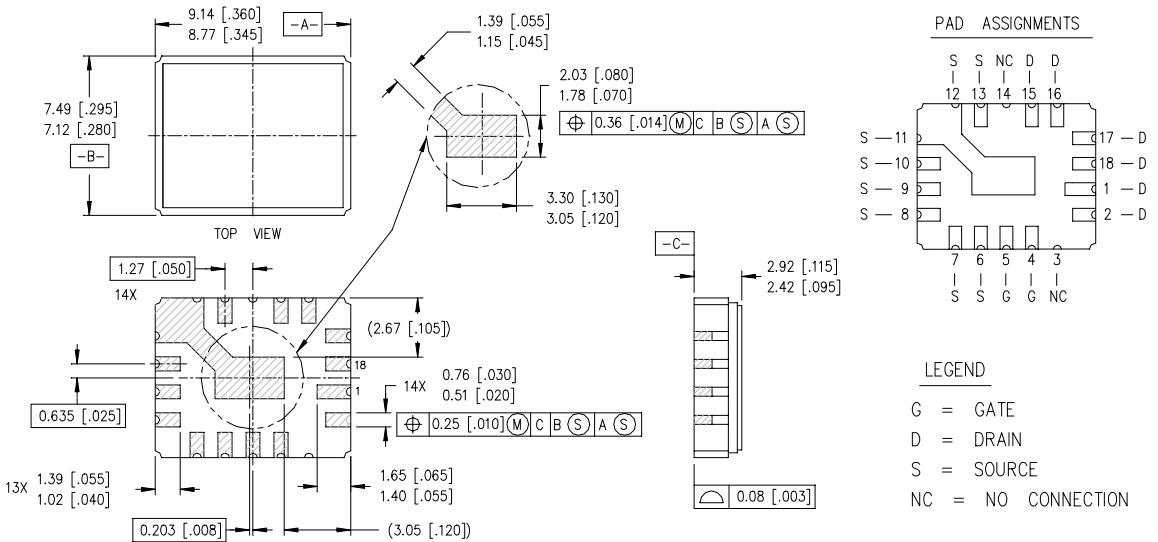 9.14 [.360]
8.77 [.345]
-A-
7.49 [.295]
7.12 [.280]
-B-
TOP VIEW
1.39 [.055]
1.15 [.045]
2.03 [.080]
1.78 [.070]
⌖ 0.36 [.014] Ⓜ C B Ⓢ A Ⓢ
3.30 [.130]
3.05 [.120]
1.27 [.050]
14X
(2.67 [.105])
18
1
0.635 [.025]
14X
0.76 [.030]
0.51 [.020]
⌖ 0.25 [.010] Ⓜ C B Ⓢ A Ⓢ
13X
1.39 [.055]
1.02 [.040]
1.65 [.065]
1.40 [.055]
0.203 [.008]
(3.05 [.120])
-C-
2.92 [.115]
2.42 [.095]
⌓ 0.08 [.003]
PAD ASSIGNMENTS
S S NC D D
12 13 14 15 16
S 11
S 10
S 9
S 8
17 D
18 D
1 D
2 D
7 6 5 4 3
S S G G NC
LEGEND
G = GATE
D = DRAIN
S = SOURCE
NC = NO CONNECTION